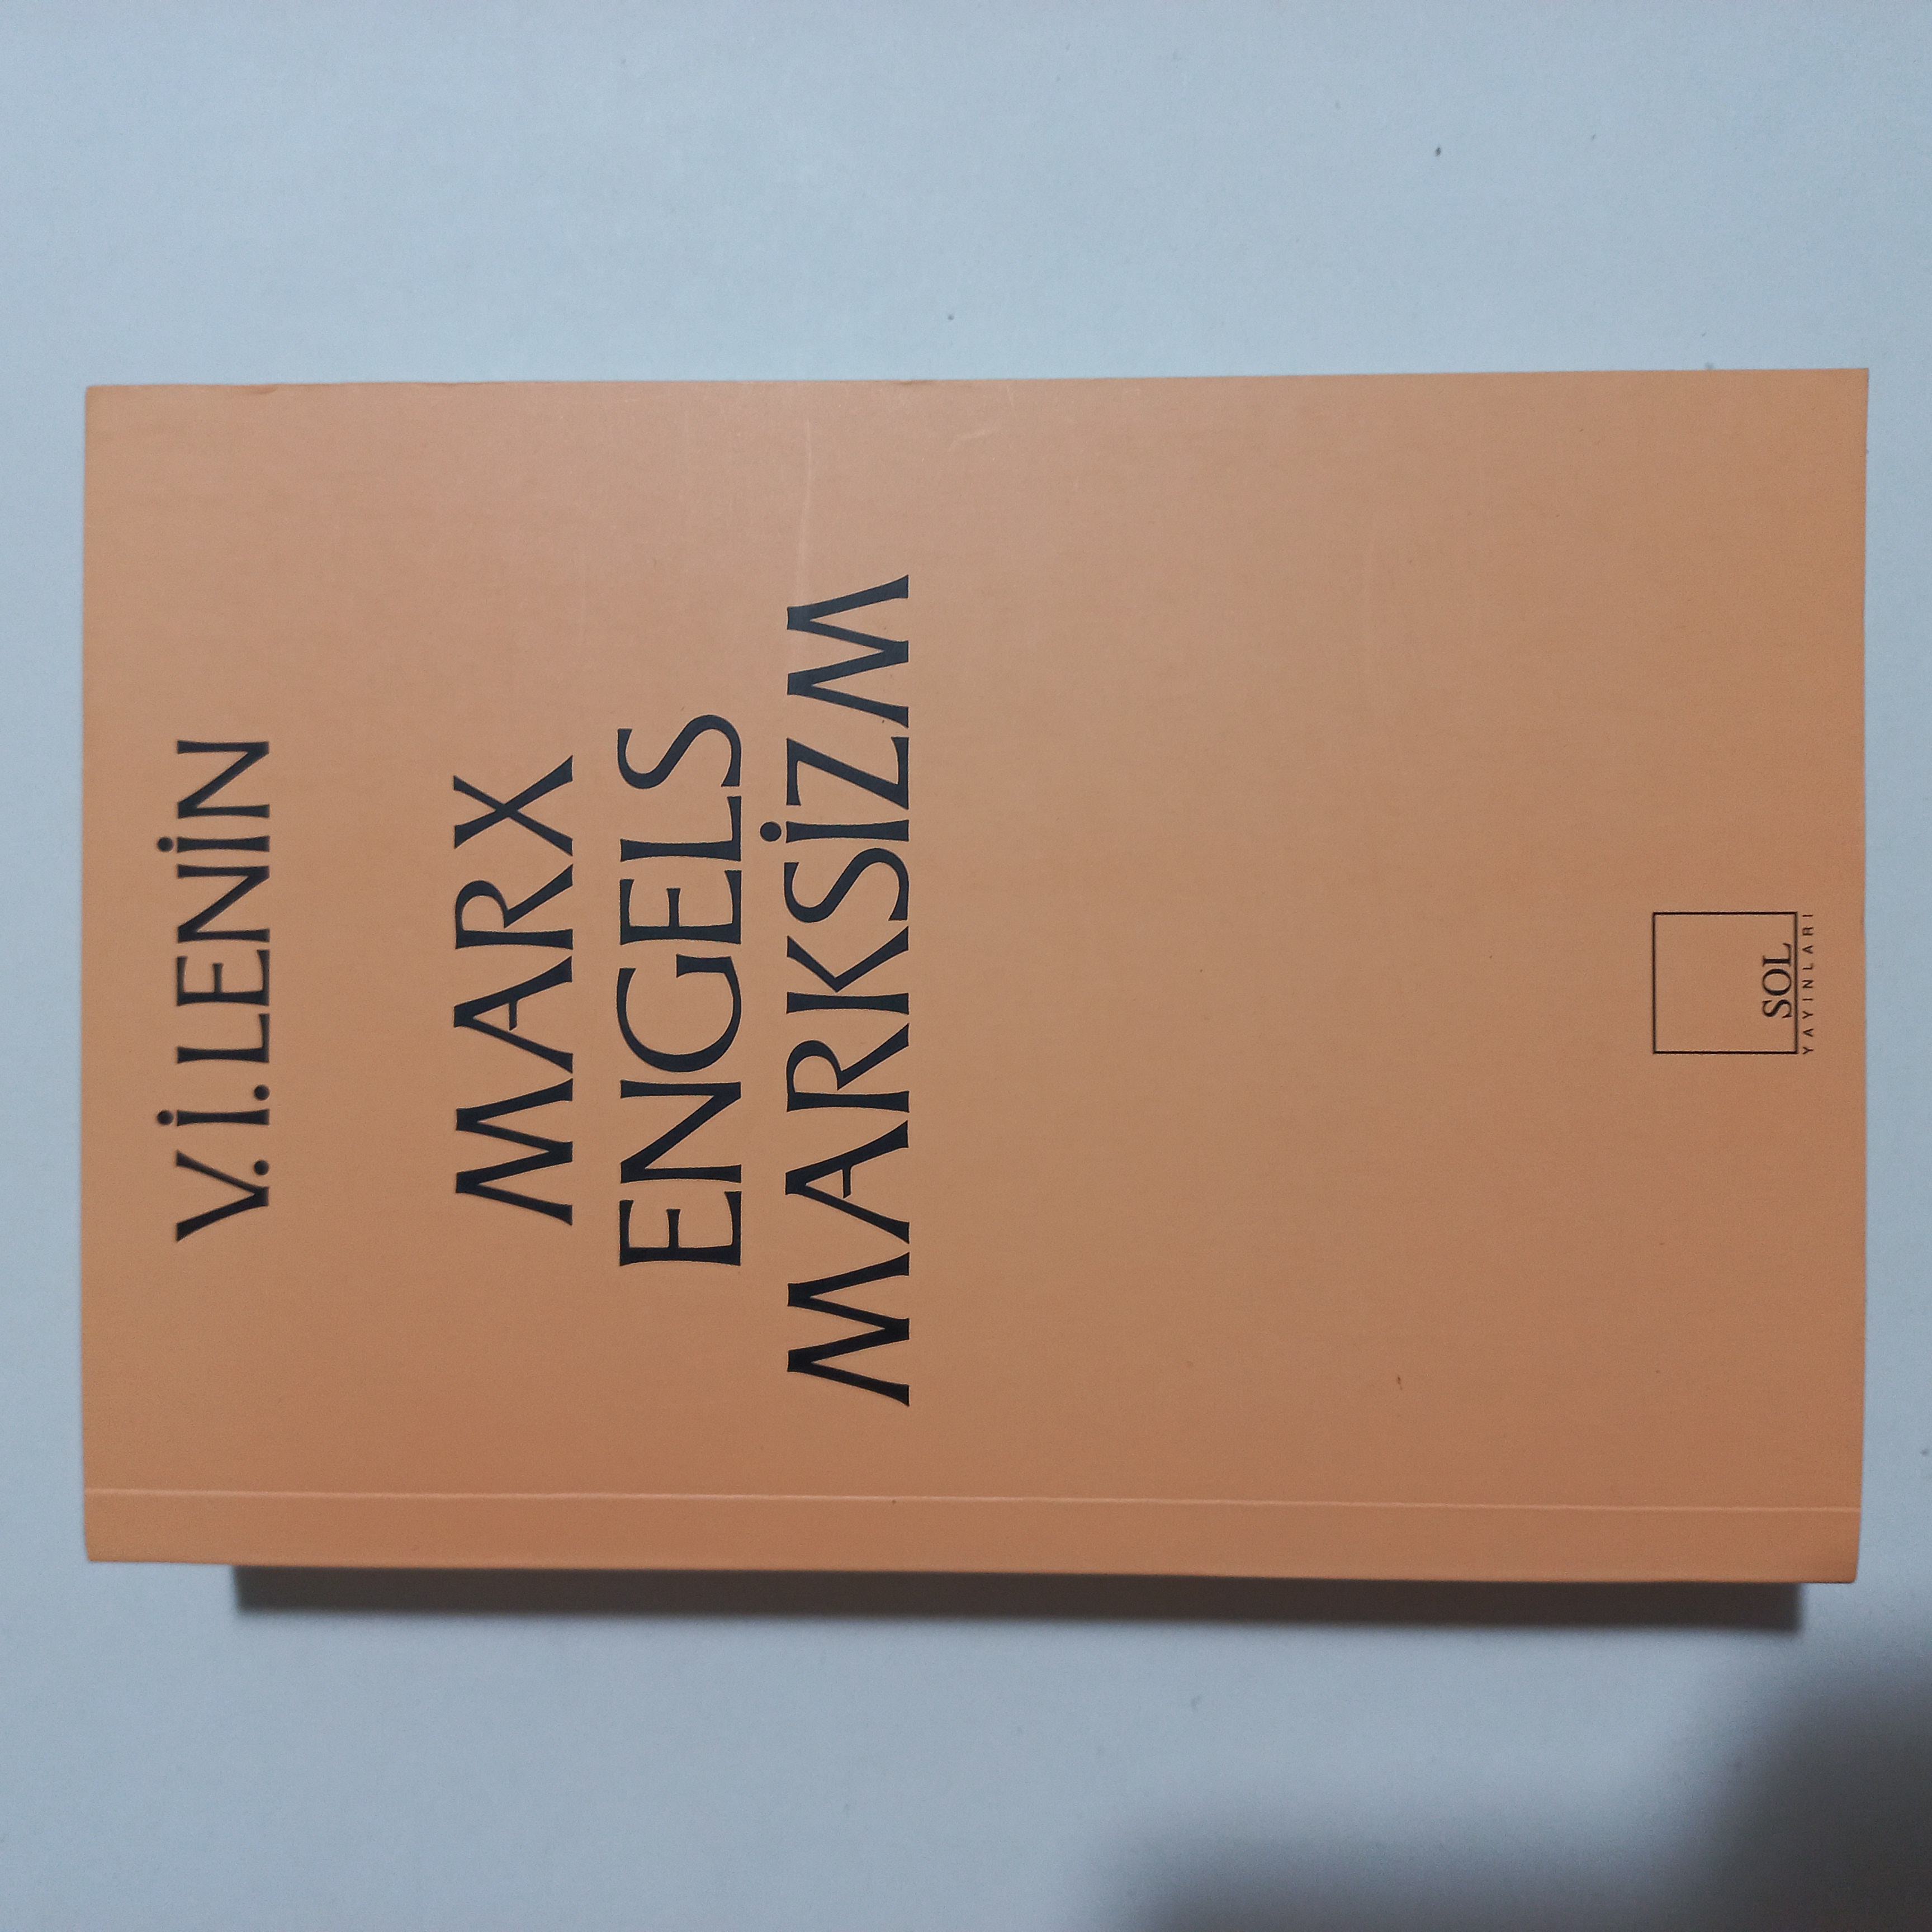 V.İ.LENİN
MARX
ENGELS
MARKSİZM
SOL
YAYINLARI